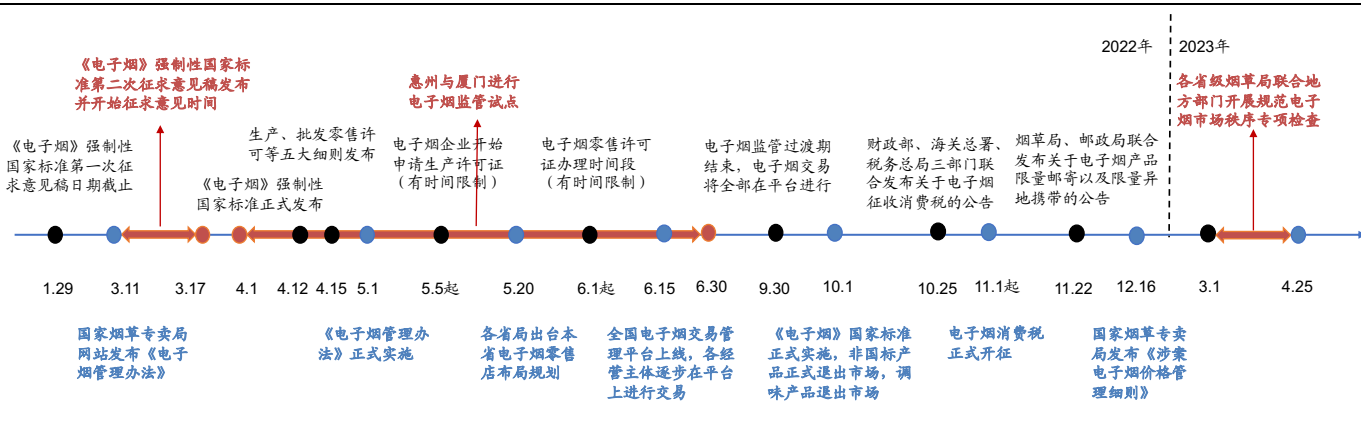 2022年
2023年
《电子烟》强制性国家标
准第二次征求意见稿发布
并开始征求意见时间
惠州与厦门进行
电子烟监管试点
各省级烟草局联合地
方部门开展规范电子
烟市场秩序专项检查
《电子烟》强制性
国家标准第一次征
求意见稿日期截止
《电子烟》强制性
国家标准正式发布
生产、批发零售许
可等五大细则发布
电子烟企业开始
申请生产许可证
（有时间限制）
电子烟零售许可
证办理时间段
（有时间限制）
电子烟监管过渡期
结束，电子烟交易
将全部在平台进行
财政部、海关总署、
税务总局三部门联
合发布关于电子烟
征收消费税的公告
烟草局、邮政局联合
发布关于电子烟产品
限量邮寄以及限量异
地携带的公告
1.29
3.11
3.17
4.1
4.12
4.15
5.1
5.5起
5.20
6.1起
6.15
6.30
9.30
10.1
10.25
11.1起
11.22
12.16
3.1
4.25
国家烟草专卖局
网站发布《电子
烟管理办法》
《电子烟管理办
法》正式实施
各省局出台本
省电子烟零售
店布局规划
全国电子烟交易管
理平台上线，各经
营主体逐步在平台
上进行交易
《电子烟》国家标准
正式实施，非国标产
品正式退出市场，调
味产品退出市场
电子烟消费税
正式开征
国家烟草专卖
局发布《涉案
电子烟价格管
理细则》